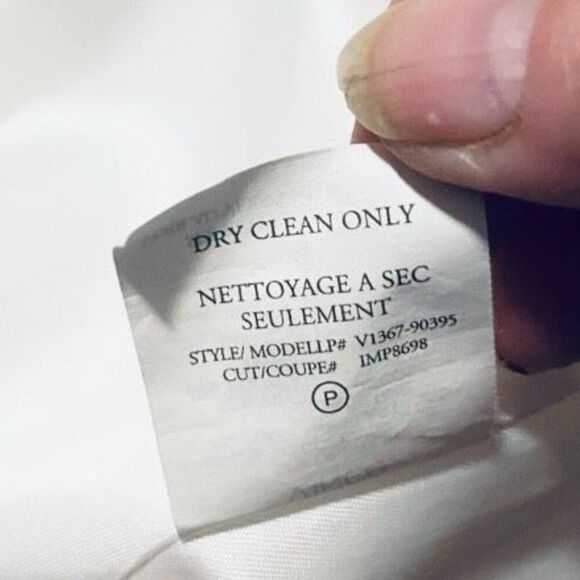 DRY CLEAN ONLY
NETTOYAGE A SEC
SEULEMENT
STYLE/ MODELLP# V1367-90395
CUT/COUPE# IMP8698
P